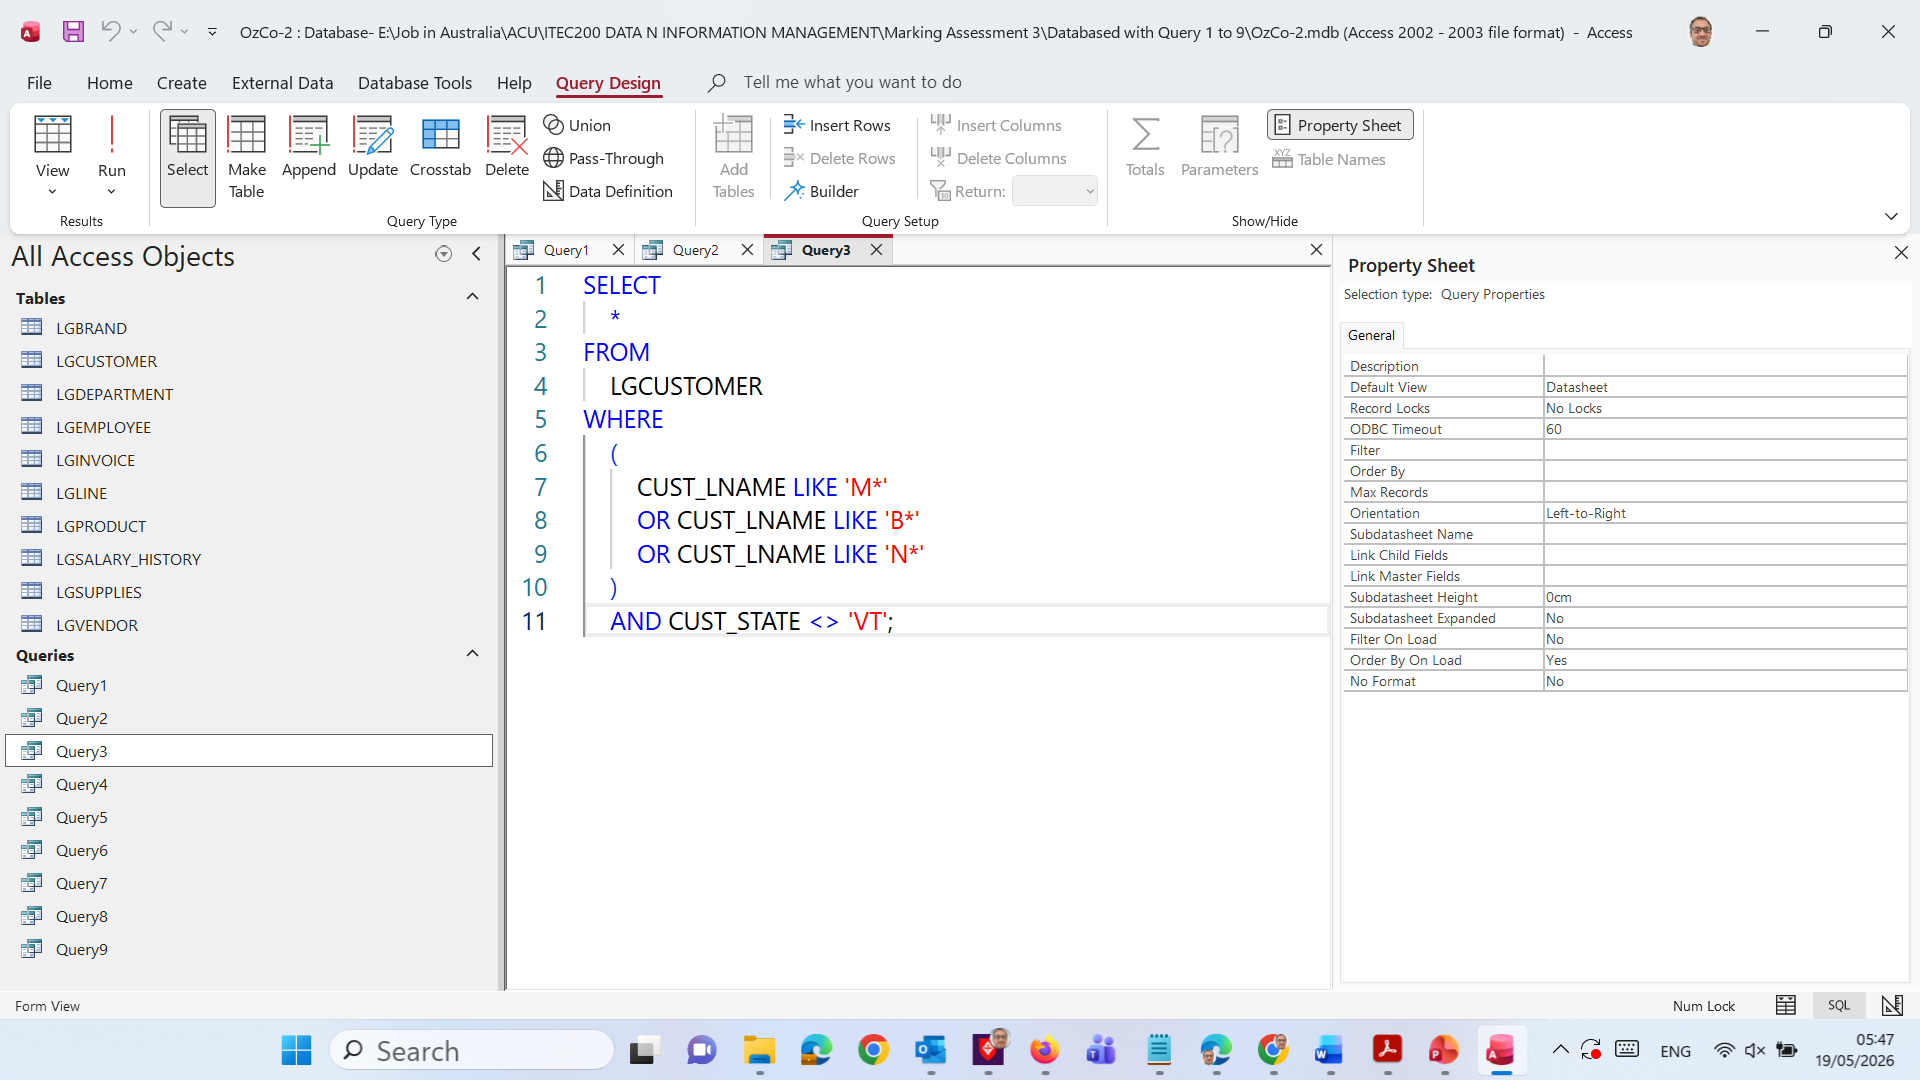 OzCo-2 : Database- E:\Job in Australia\ACU\ITEC200 DATA N INFORMATION MANAGEMENT\Marking Assessment 3\Databased with Query 1 to 9\OzCo-2.mdb (Access 2002 - 2003 file format) - Access
File Home Create External Data Database Tools Help Query Design Tell me what you want to do
View
Run
Results
Select
Make Table
Append
Update
Crosstab
Delete
Union
Pass-Through
Data Definition
Query Type
Add Tables
Insert Rows
Delete Rows
Builder
Insert Columns
Delete Columns
Return:
Query Setup
Totals
Parameters
Property Sheet
Table Names
Show/Hide
All Access Objects
Tables
LGBRAND
LGCUSTOMER
LGDEPARTMENT
LGEMPLOYEE
LGINVOICE
LGLINE
LGPRODUCT
LGSALARY_HISTORY
LGSUPPLIES
LGVENDOR
Queries
Query1
Query2
Query3
Query4
Query5
Query6
Query7
Query8
Query9
Query1 Query2 Query3
1 SELECT
2 *
3 FROM
4 LGCUSTOMER
5 WHERE
6 (
7 CUST_LNAME LIKE 'M*'
8 OR CUST_LNAME LIKE 'B*'
9 OR CUST_LNAME LIKE 'N*'
10 )
11 AND CUST_STATE <> 'VT';
Property Sheet
Selection type: Query Properties
General
Description
Default View Datasheet
Record Locks No Locks
ODBC Timeout 60
Filter
Order By
Max Records
Orientation Left-to-Right
Subdatasheet Name
Link Child Fields
Link Master Fields
Subdatasheet Height 0cm
Subdatasheet Expanded No
Filter On Load No
Order By On Load Yes
No Format No
Form View
Num Lock
SQL
Search
ENG
05:47
19/05/2026